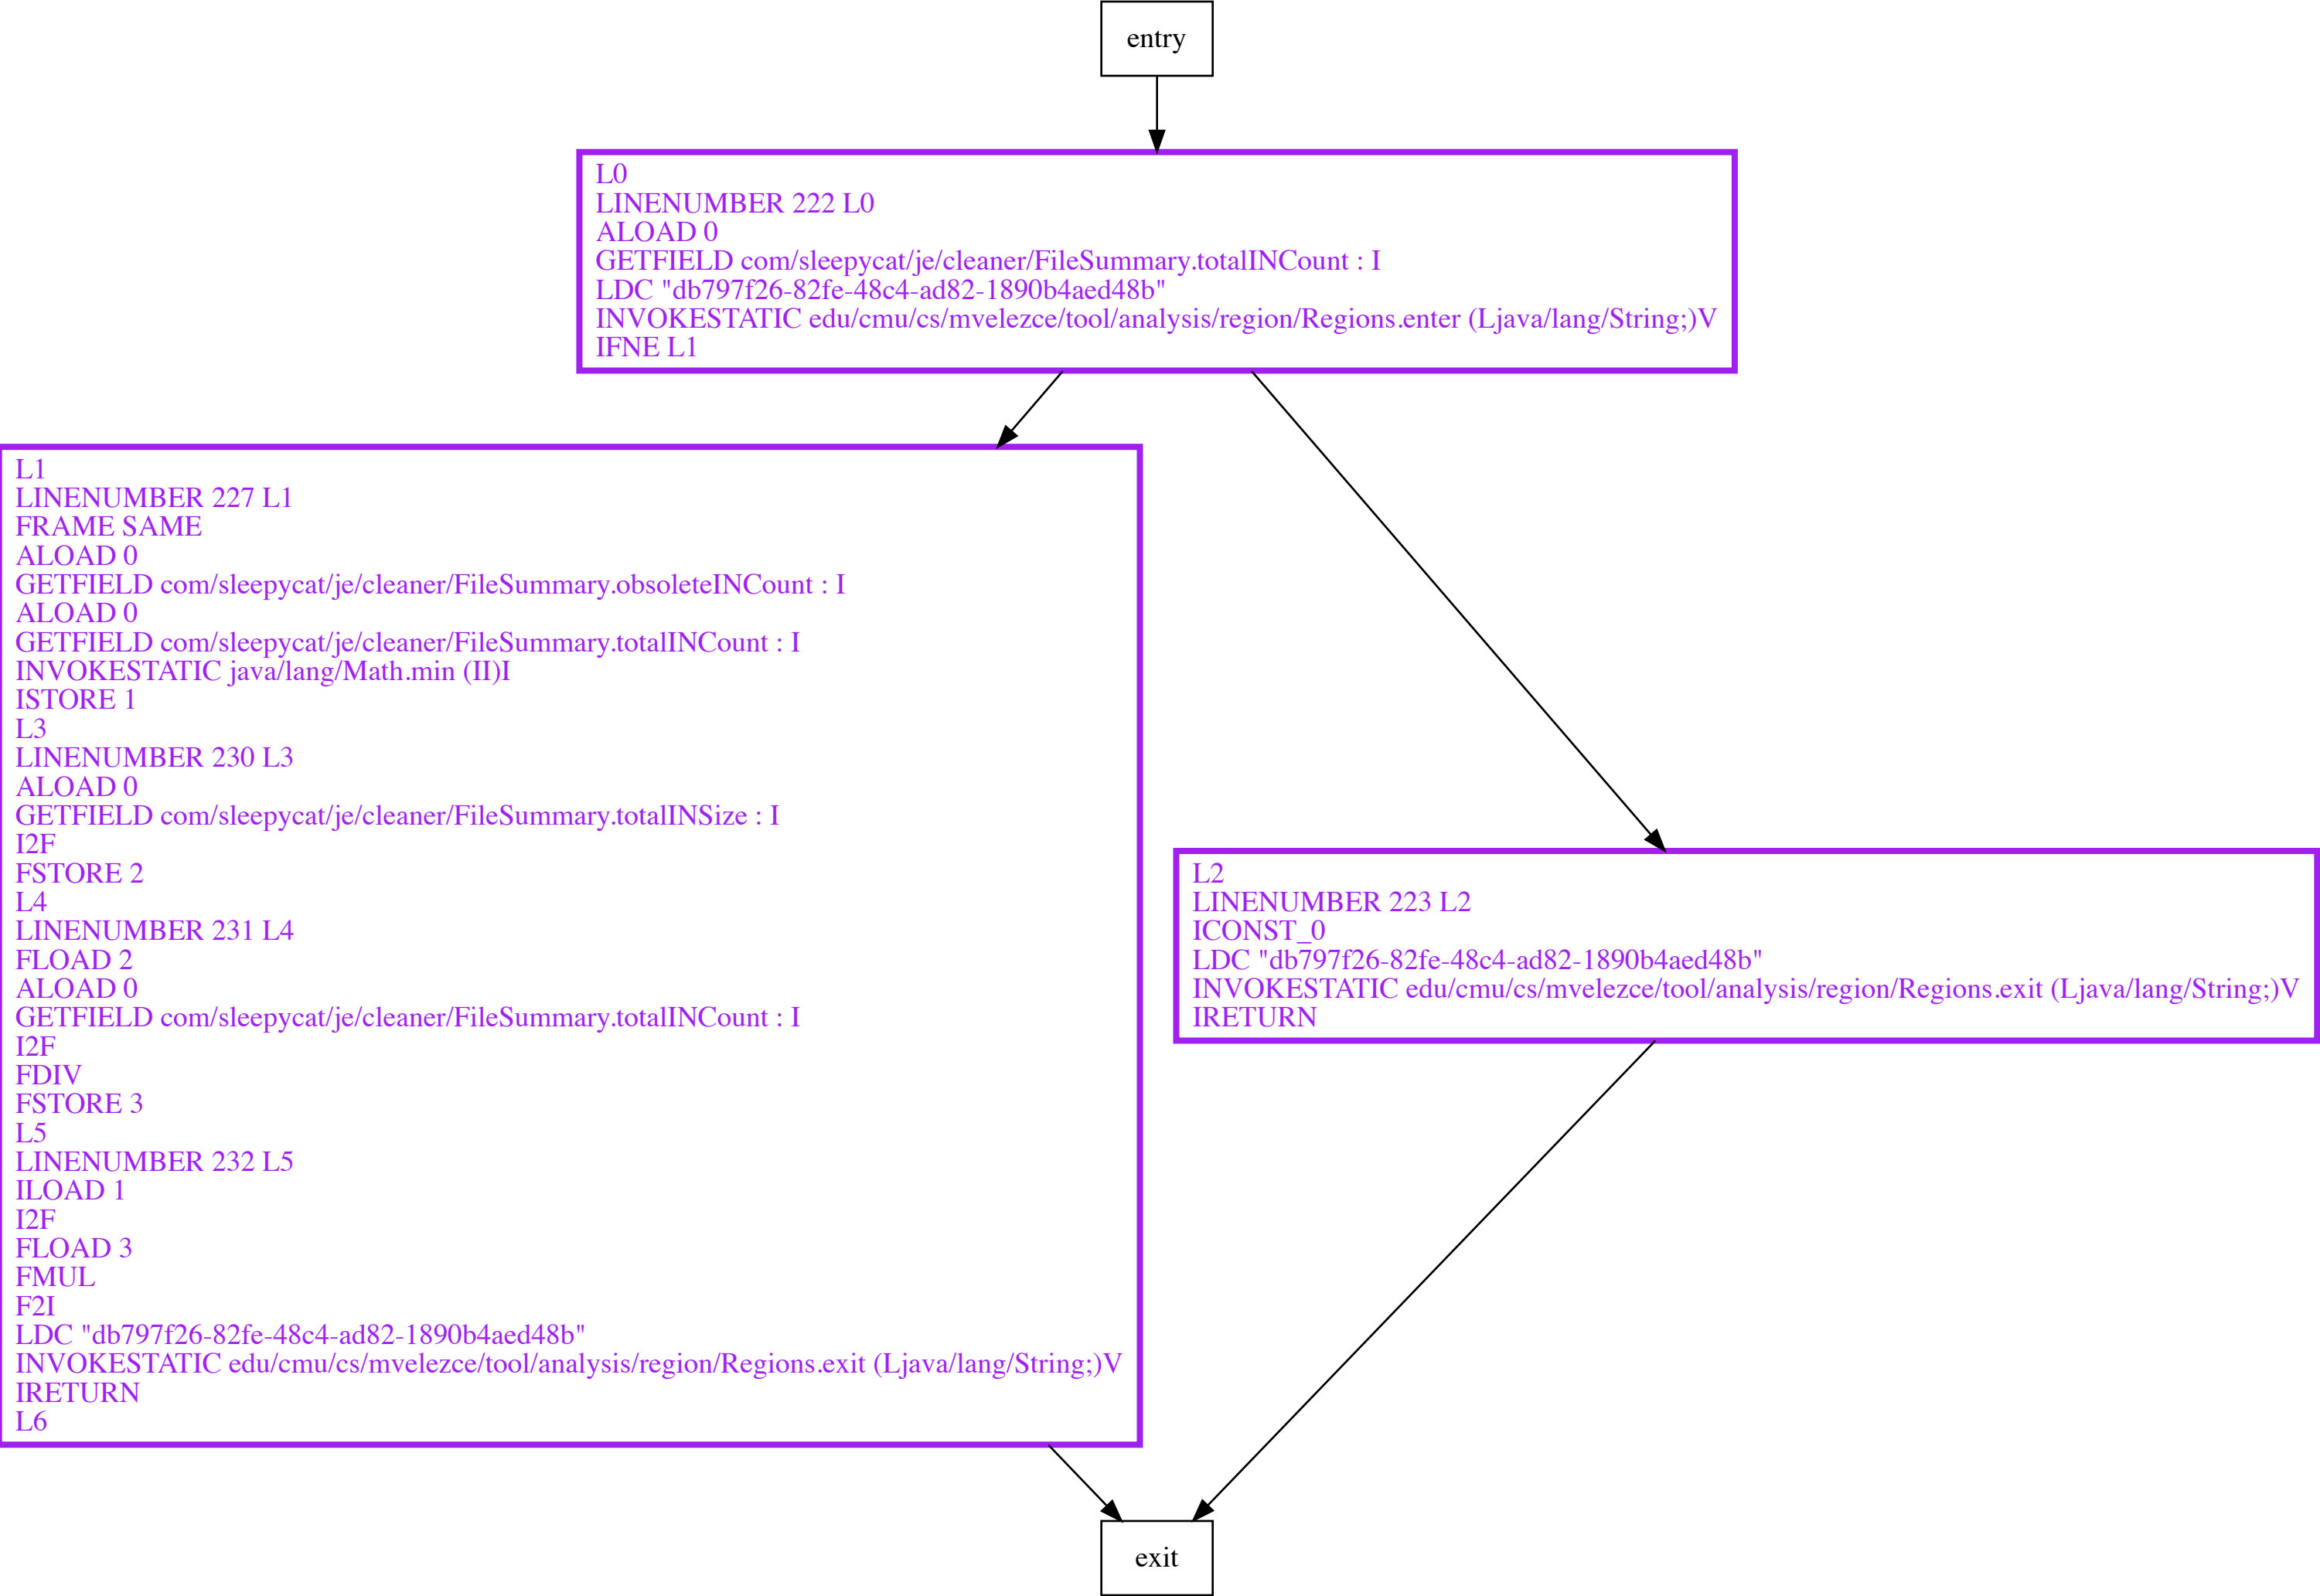 entry
L0
LINENUMBER 222 L0
ALOAD 0
GETFIELD com/sleepycat/je/cleaner/FileSummary.totalINCount : I
LDC "db797f26-82fe-48c4-ad82-1890b4aed48b"
INVOKESTATIC edu/cmu/cs/mvelezce/tool/analysis/region/Regions.enter (Ljava/lang/String;)V
IFNE L1
L1
LINENUMBER 227 L1
FRAME SAME
ALOAD 0
GETFIELD com/sleepycat/je/cleaner/FileSummary.obsoleteINCount : I
ALOAD 0
GETFIELD com/sleepycat/je/cleaner/FileSummary.totalINCount : I
INVOKESTATIC java/lang/Math.min (II)I
ISTORE 1
L3
LINENUMBER 230 L3
ALOAD 0
GETFIELD com/sleepycat/je/cleaner/FileSummary.totalINSize : I
I2F
FSTORE 2
L4
LINENUMBER 231 L4
FLOAD 2
ALOAD 0
GETFIELD com/sleepycat/je/cleaner/FileSummary.totalINCount : I
I2F
FDIV
FSTORE 3
L5
LINENUMBER 232 L5
ILOAD 1
I2F
FLOAD 3
FMUL
F2I
LDC "db797f26-82fe-48c4-ad82-1890b4aed48b"
INVOKESTATIC edu/cmu/cs/mvelezce/tool/analysis/region/Regions.exit (Ljava/lang/String;)V
IRETURN
L6
L2
LINENUMBER 223 L2
ICONST_0
LDC "db797f26-82fe-48c4-ad82-1890b4aed48b"
INVOKESTATIC edu/cmu/cs/mvelezce/tool/analysis/region/Regions.exit (Ljava/lang/String;)V
IRETURN
exit